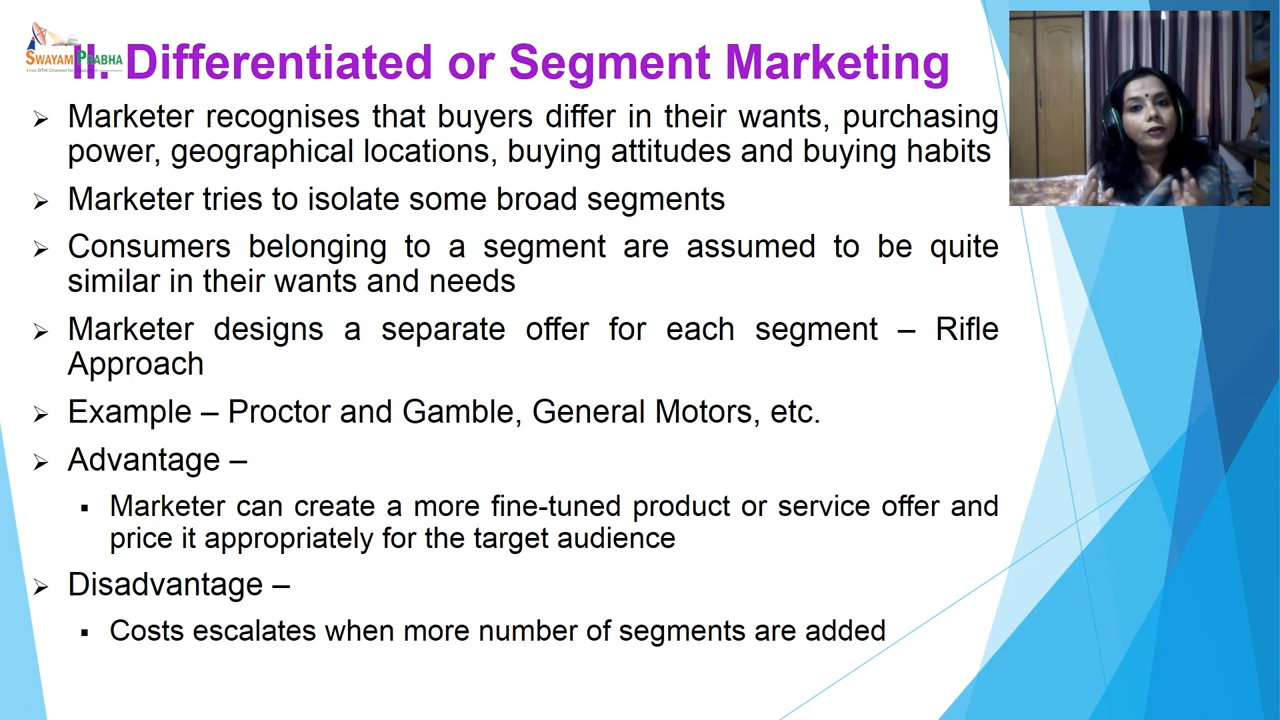 SWAYAM PRABHA
II. Differentiated or Segment Marketing
➢ Marketer recognises that buyers differ in their wants, purchasing
power, geographical locations, buying attitudes and buying habits
➢ Marketer tries to isolate some broad segments
➢ Consumers belonging to a segment are assumed to be quite
similar in their wants and needs
➢ Marketer designs a separate offer for each segment – Rifle
Approach
➢ Example – Proctor and Gamble, General Motors, etc.
➢ Advantage –
▪ Marketer can create a more fine-tuned product or service offer and
price it appropriately for the target audience
➢ Disadvantage –
▪ Costs escalates when more number of segments are added